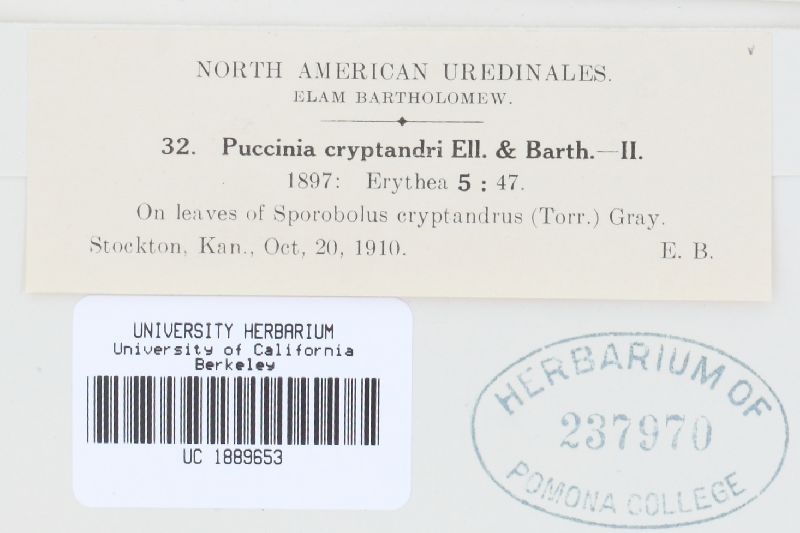 NORTH AMERICAN UREDINALES.
ELAM BARTHOLOMEW.
32. Puccinia cryptandri Ell. & Barth.—II.
1897: Erythea 5 : 47.
On leaves of Sporobolus cryptandrus (Torr.) Gray.
Stockton, Kan., Oct, 20, 1910. E. B.
UNIVERSITY HERBARIUM
University of California
Berkeley
UC 1889653
HERBARIUM OF
237970
POMONA COLLEGE